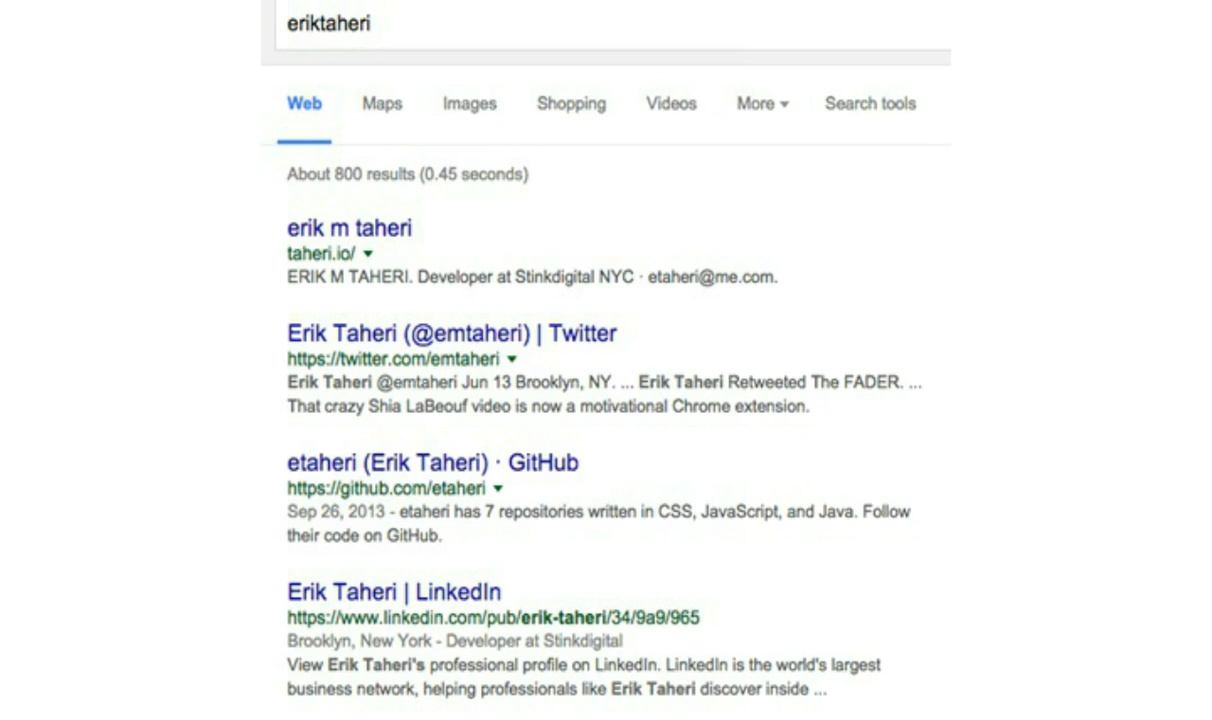 eriktaheri
Web Maps Images Shopping Videos More Search tools
About 800 results (0.45 seconds)
erik m taheri
taheri.io/
ERIK M TAHERI. Developer at Stinkdigital NYC · etaheri@me.com.
Erik Taheri (@emtaheri) | Twitter
https://twitter.com/emtaheri
Erik Taheri @emtaheri Jun 13 Brooklyn, NY. ... Erik Taheri Retweeted The FADER. ...
That crazy Shia LaBeouf video is now a motivational Chrome extension.
etaheri (Erik Taheri) · GitHub
https://github.com/etaheri
Sep 26, 2013 - etaheri has 7 repositories written in CSS, JavaScript, and Java. Follow
their code on GitHub.
Erik Taheri | LinkedIn
https://www.linkedin.com/pub/erik-taheri/34/9a9/965
Brooklyn, New York - Developer at Stinkdigital
View Erik Taheri's professional profile on LinkedIn. LinkedIn is the world's largest
business network, helping professionals like Erik Taheri discover inside ...